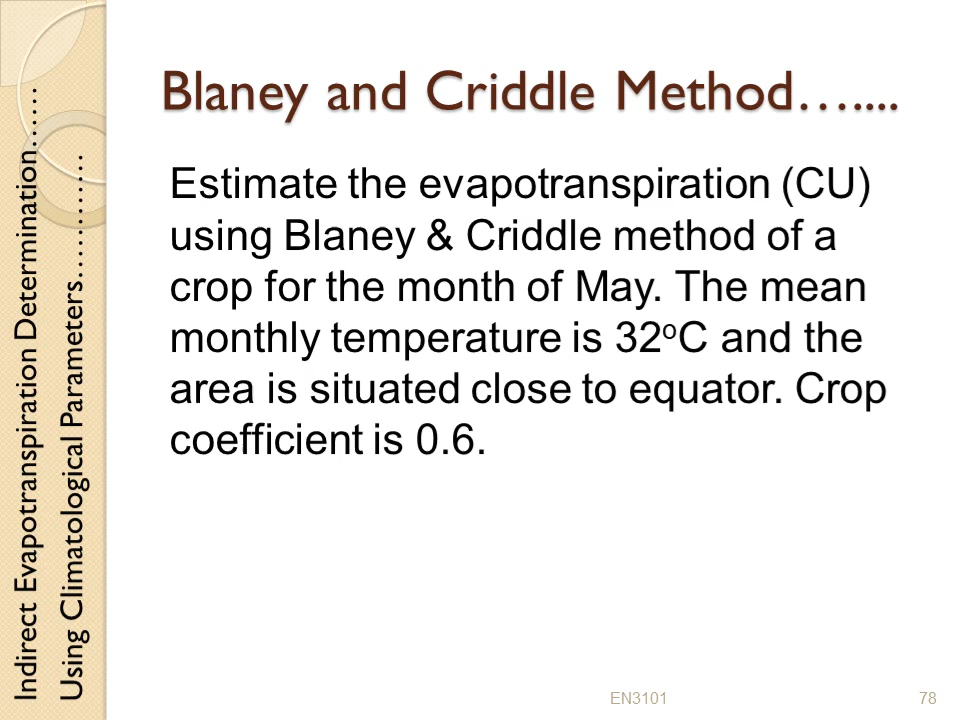 Indirect Evapotranspiration Determination……
Using Climatological Parameters…………
Blaney and Criddle Method…....
Estimate the evapotranspiration (CU)
using Blaney & Criddle method of a
crop for the month of May. The mean
monthly temperature is 32ºC and the
area is situated close to equator. Crop
coefficient is 0.6.
EN3101 78